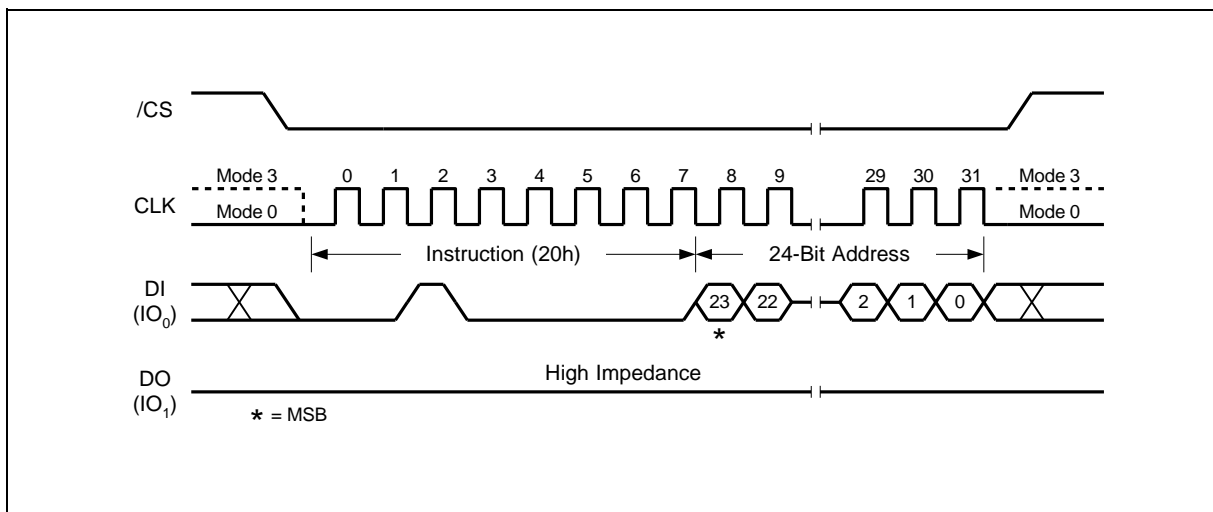 /CS
Mode 3 0 1 2 3 4 5 6 7 8 9 29 30 31 Mode 3
CLK
Mode 0 Mode 0
Instruction (20h) 24-Bit Address
DI
(IO0)
23 22 2 1 0
*
High Impedance
DO
(IO1)
* = MSB